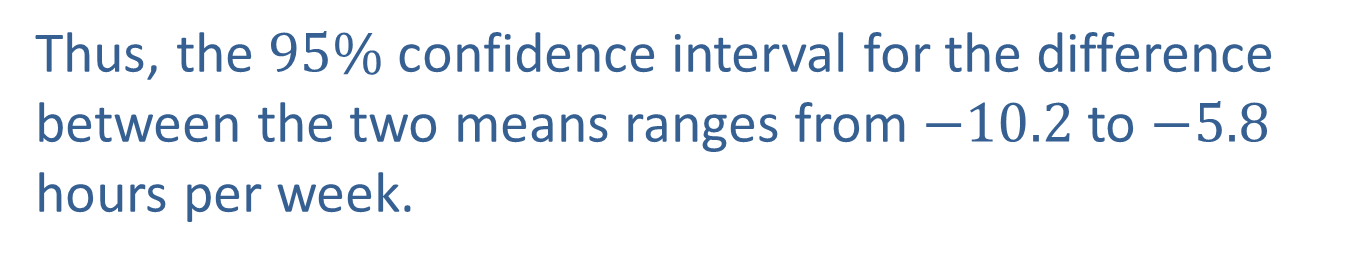 Thus, the 95% confidence interval for the difference
between the two means ranges from −10.2 to −5.8
hours per week.